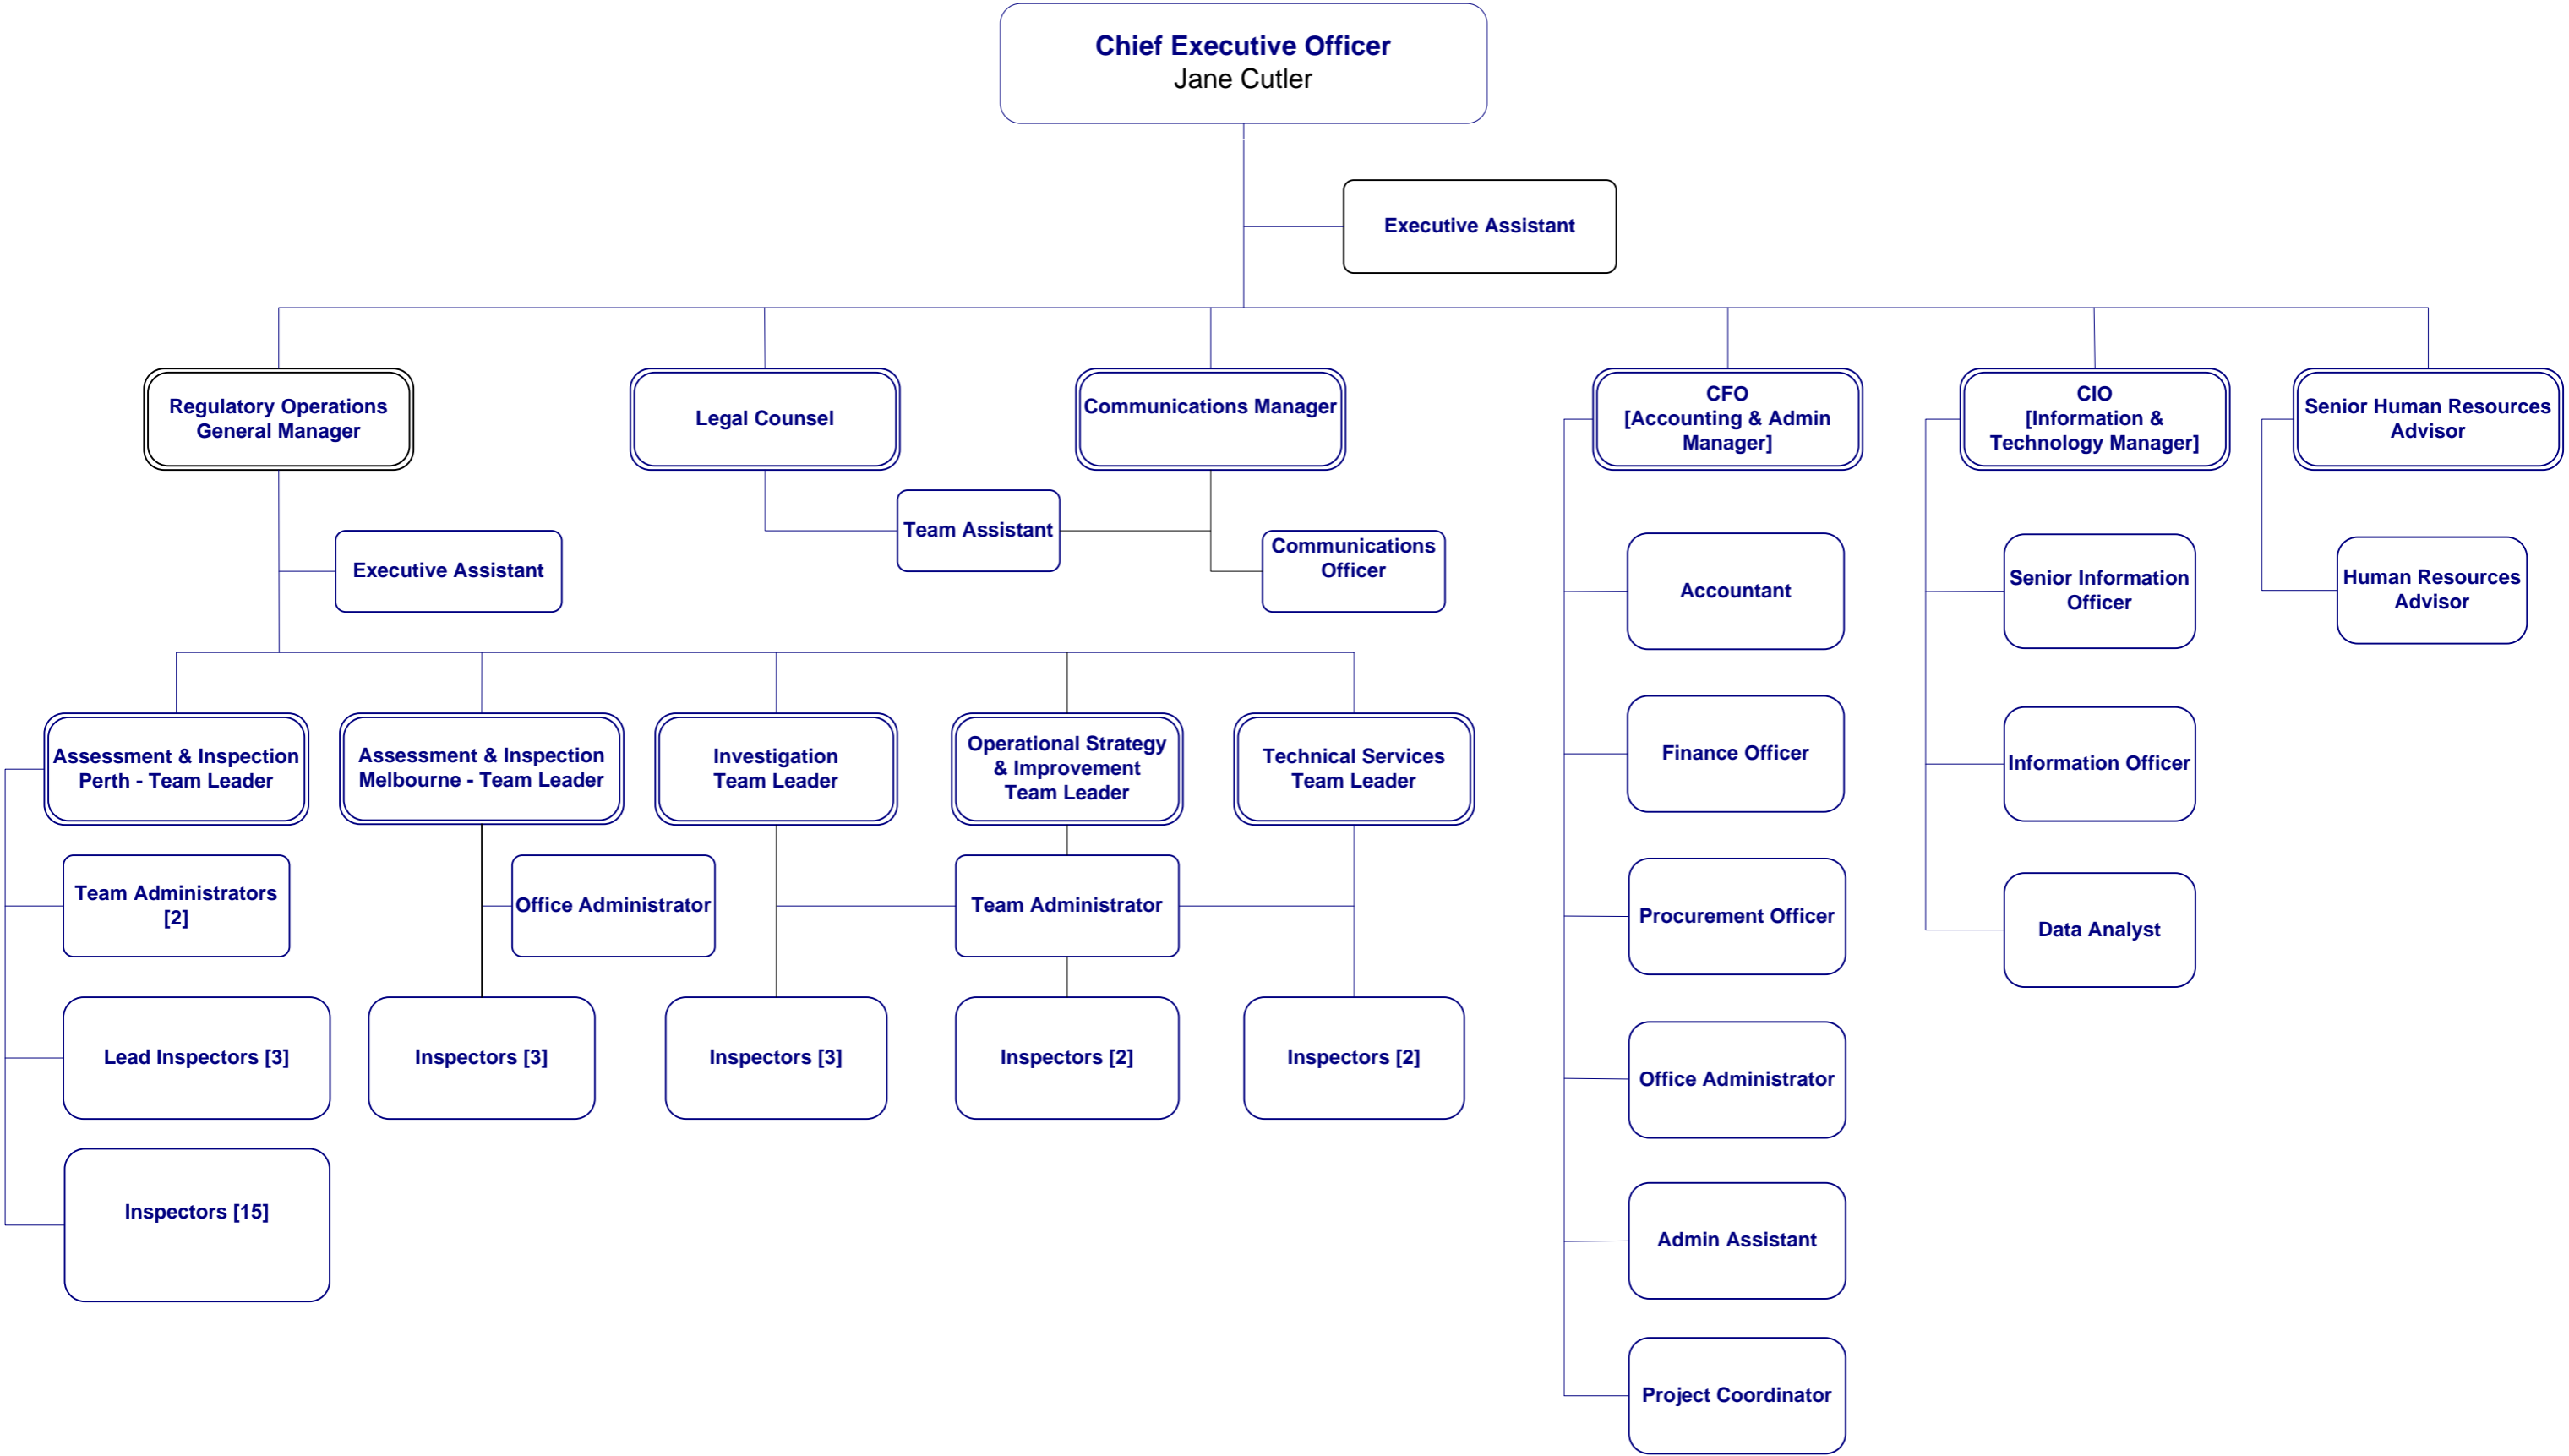 Chief Executive Officer
Jane Cutler
Executive Assistant
Regulatory Operations
General Manager
Legal Counsel
Communications Manager
CFO
[Accounting & Admin
Manager]
CIO
[Information &
Technology Manager]
Senior Human Resources
Advisor
Team Assistant
Communications
Officer
Executive Assistant
Accountant
Senior Information
Officer
Human Resources
Advisor
Assessment & Inspection
Perth - Team Leader
Assessment & Inspection
Melbourne - Team Leader
Investigation
Team Leader
Operational Strategy
& Improvement
Team Leader
Technical Services
Team Leader
Finance Officer
Information Officer
Team Administrators
[2]
Office Administrator
Team Administrator
Procurement Officer
Data Analyst
Lead Inspectors [3]
Inspectors [3]
Inspectors [3]
Inspectors [2]
Inspectors [2]
Office Administrator
Inspectors [15]
Admin Assistant
Project Coordinator